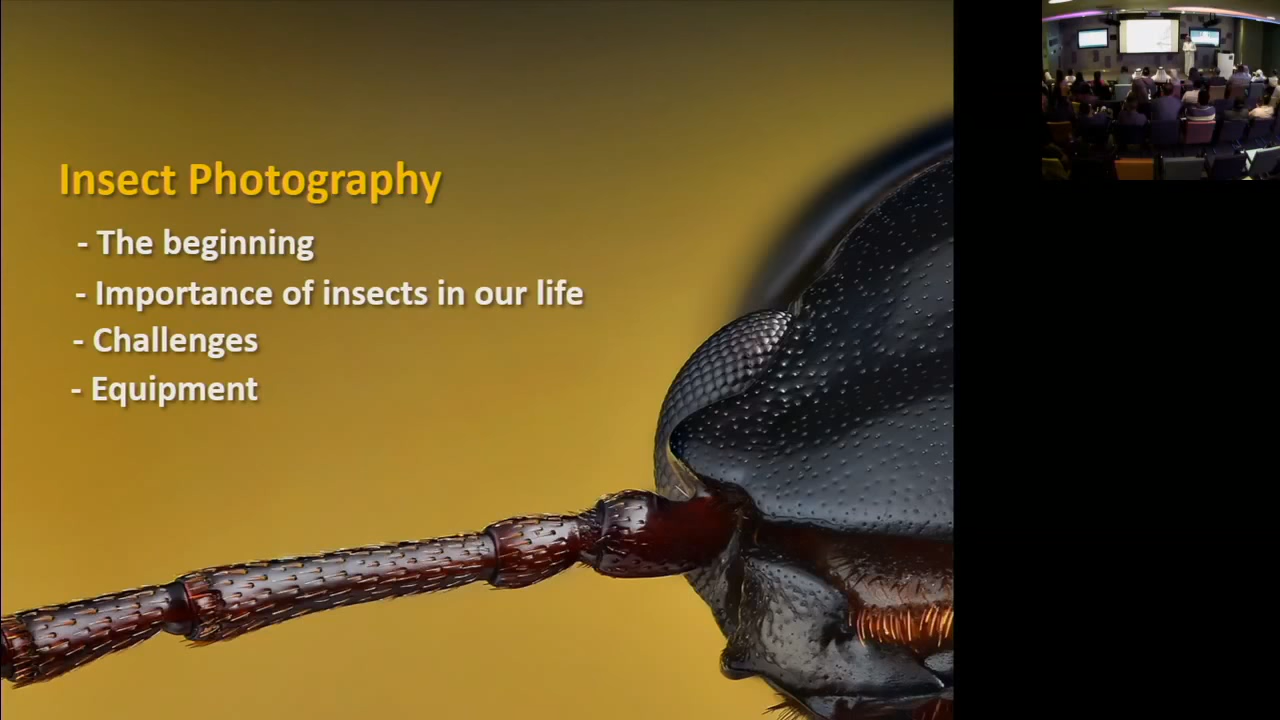 Insect Photography
- The beginning
- Importance of insects in our life
- Challenges
- Equipment